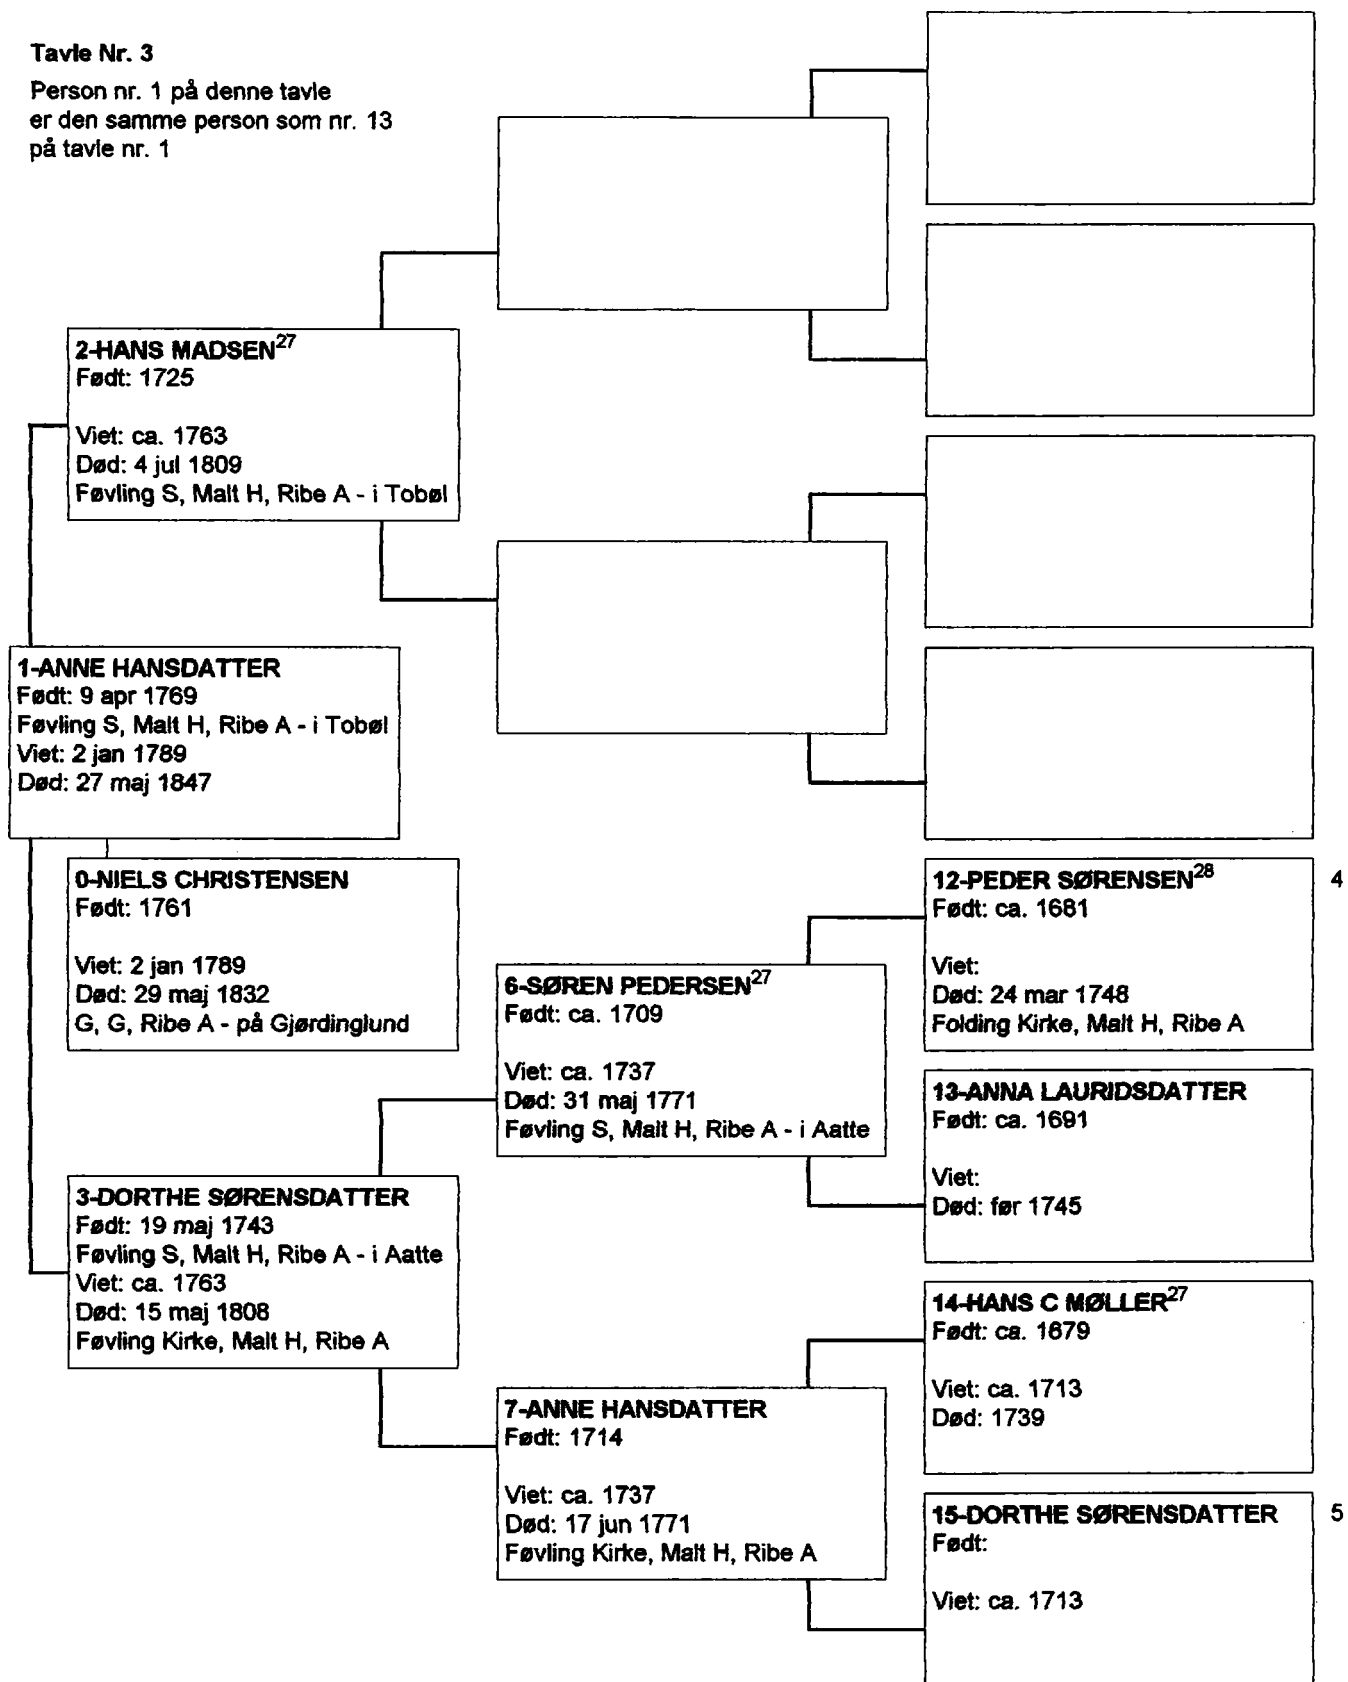 Tavle Nr. 3
Person nr. 1 på denne tavle
er den samme person som nr. 13
på tavle nr. 1
2-HANS MADSEN27
Født: 1725
Viet: ca. 1763
Død: 4 jul 1809
Føvling S, Malt H, Ribe A - i Tobøl
1-ANNE HANSDATTER
Født: 9 apr 1769
Føvling S, Malt H, Ribe A - i Tobøl
Viet: 2 jan 1789
Død: 27 maj 1847
0-NIELS CHRISTENSEN
Født: 1761
Viet: 2 jan 1789
Død: 29 maj 1832
G, G, Ribe A - på Gjørdinglund
3-DORTHE SØRENSDATTER
Født: 19 maj 1743
Føvling S, Malt H, Ribe A - i Aatte
Viet: ca. 1763
Død: 15 maj 1808
Føvling Kirke, Malt H, Ribe A
6-SØREN PEDERSEN27
Født: ca. 1709
Viet: ca. 1737
Død: 31 maj 1771
Føvling S, Malt H, Ribe A - i Aatte
7-ANNE HANSDATTER
Født: 1714
Viet: ca. 1737
Død: 17 jun 1771
Føvling Kirke, Malt H, Ribe A
12-PEDER SØRENSEN28 4
Født: ca. 1681
Viet:
Død: 24 mar 1748
Folding Kirke, Malt H, Ribe A
13-ANNA LAURIDSDATTER
Født: ca. 1691
Viet:
Død: før 1745
14-HANS C MØLLER27
Født: ca. 1679
Viet: ca. 1713
Død: 1739
15-DORTHE SØRENSDATTER 5
Født:
Viet: ca. 1713